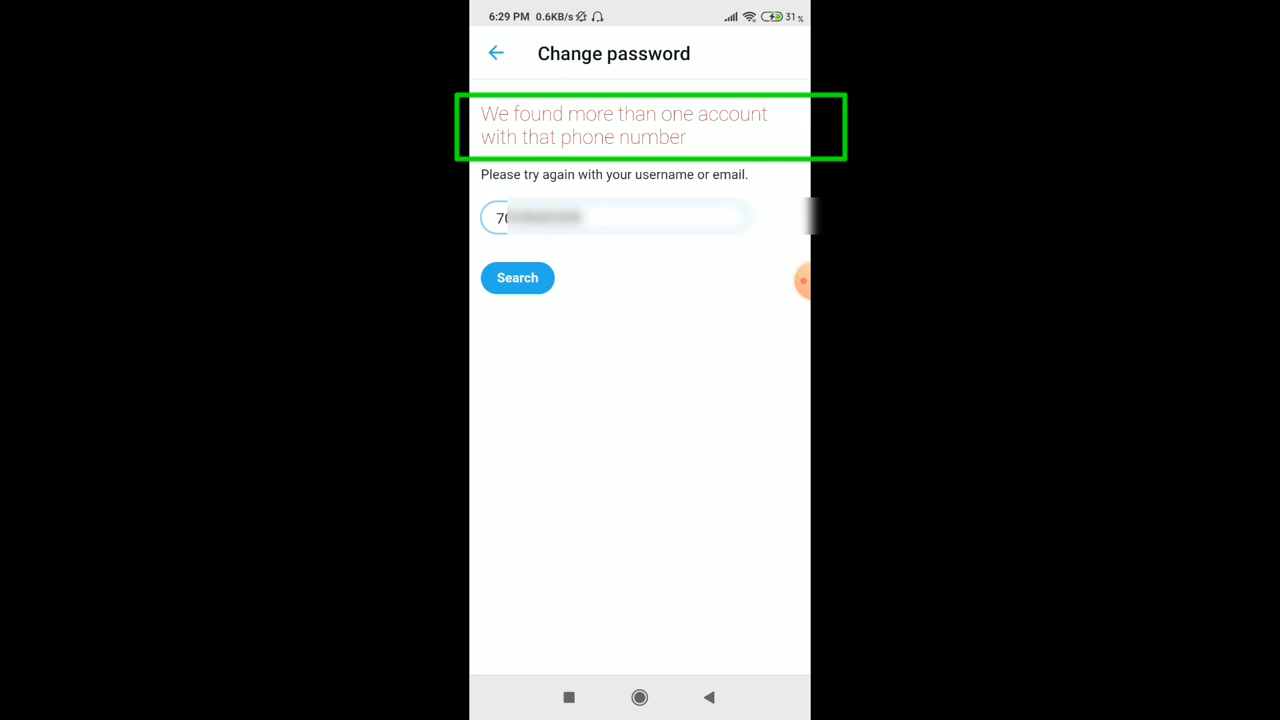 6:29 PM 0.6KB/s 31 %
Change password
We found more than one account
with that phone number
Please try again with your username or email.
70
Search